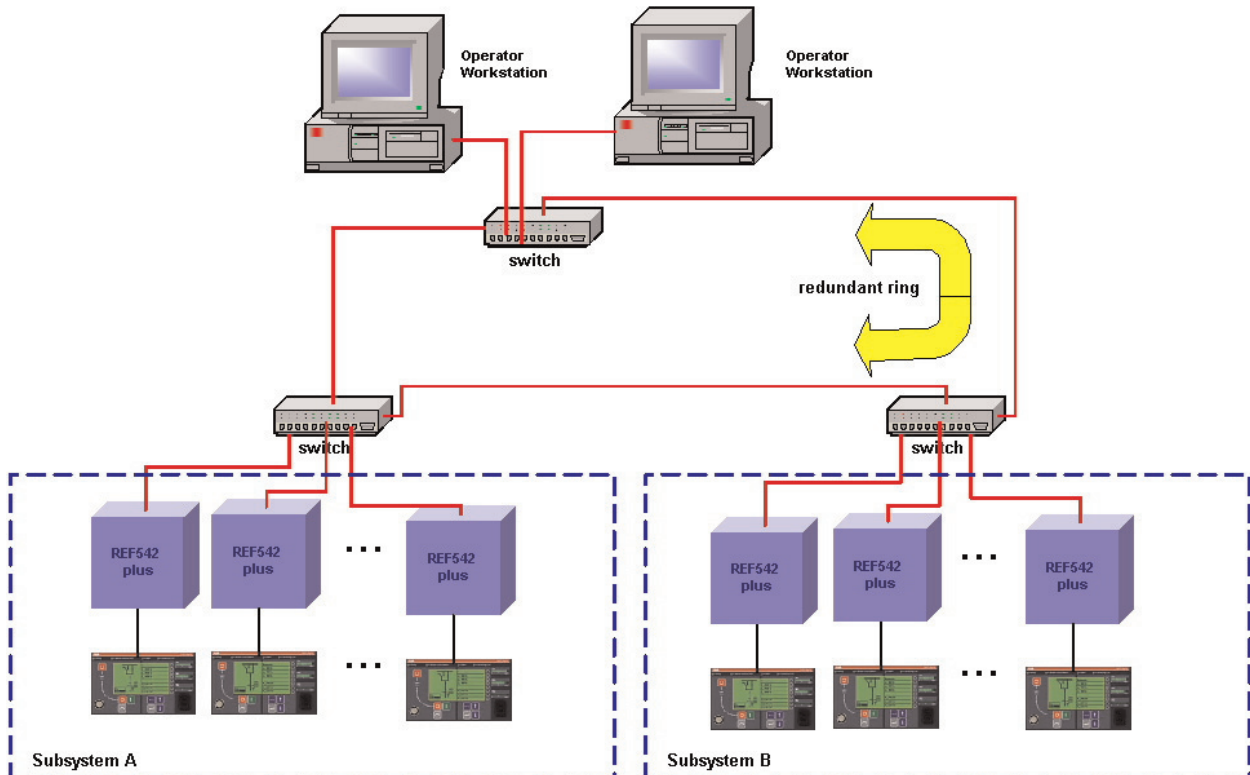 Operator
Workstation
Operator
Workstation
switch
redundant ring
switch
switch
REF542
plus
REF542
plus
...
REF542
plus
REF542
plus
REF542
plus
...
REF542
plus
...
...
Subsystem A
Subsystem B